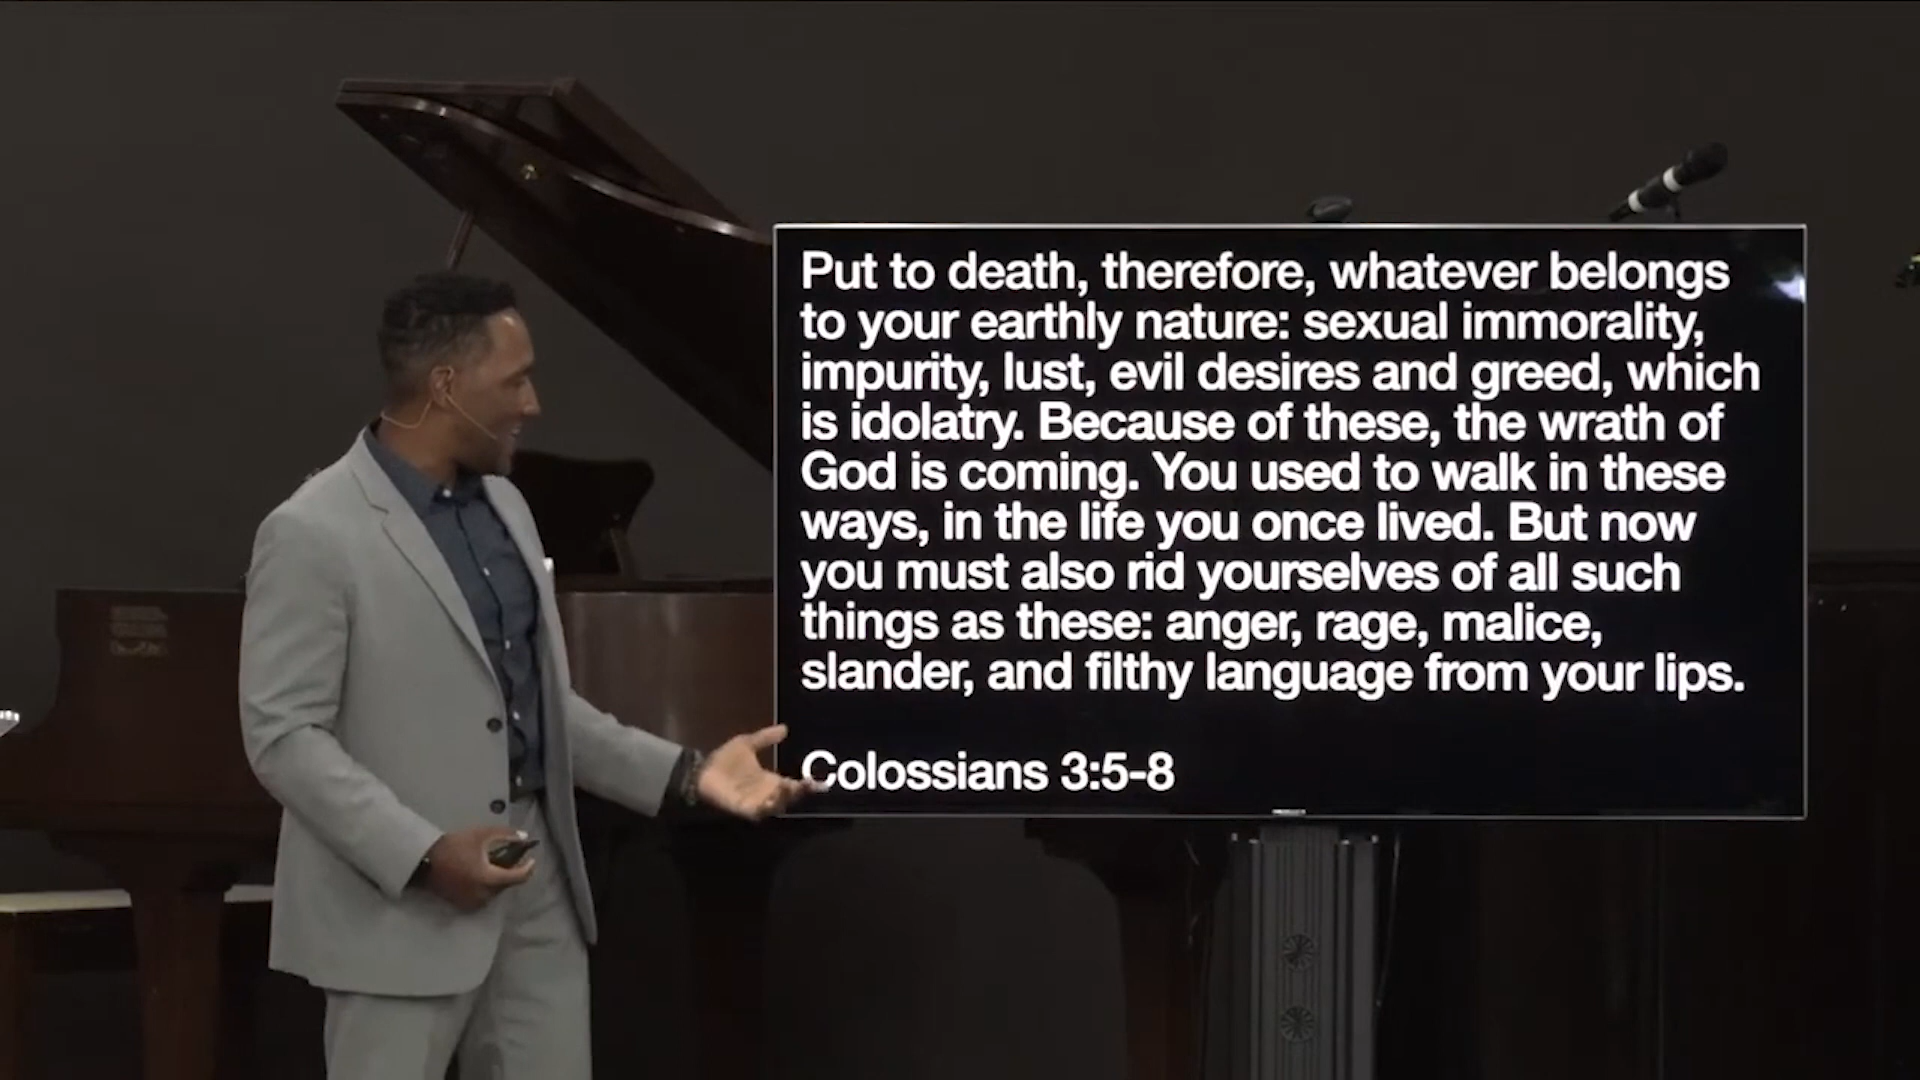 Put to death, therefore, whatever belongs
to your earthly nature: sexual immorality,
impurity, lust, evil desires and greed, which
is idolatry. Because of these, the wrath of
God is coming. You used to walk in these
ways, in the life you once lived. But now
you must also rid yourselves of all such
things as these: anger, rage, malice,
slander, and filthy language from your lips.
Colossians 3:5-8